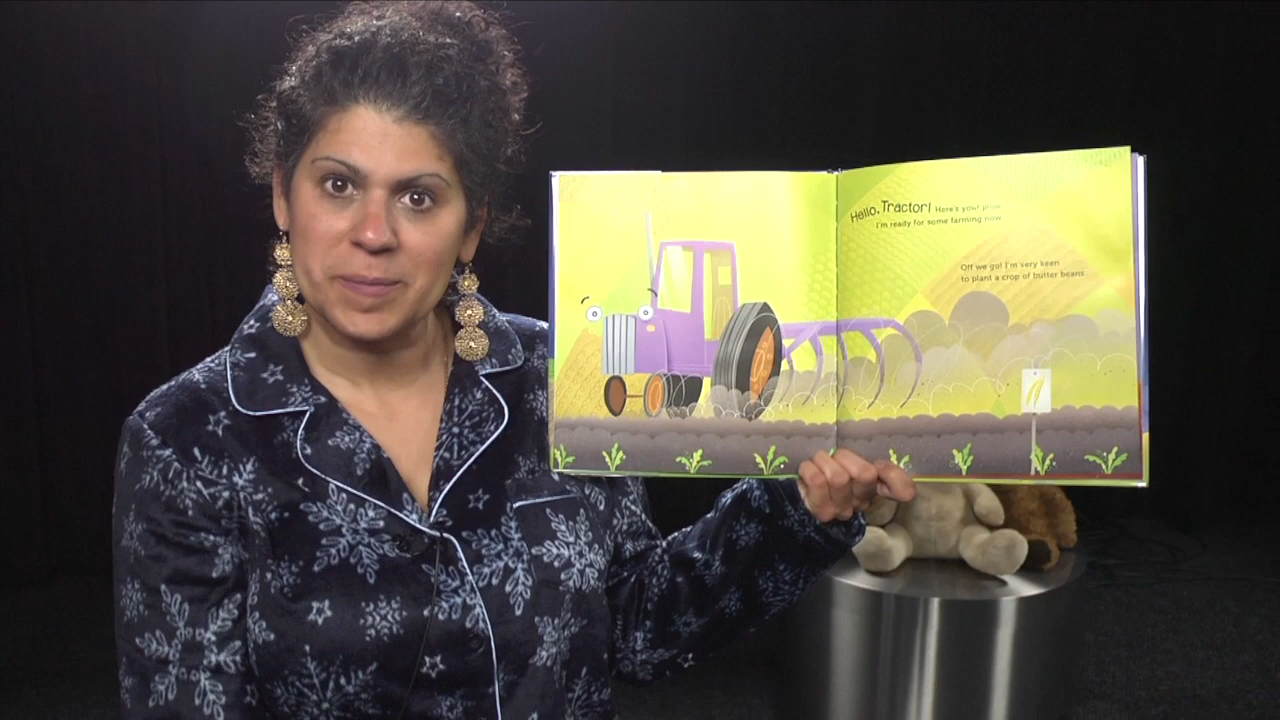 Hello, Tractor! Here's your plow
I'm ready for some farming now
Off we go! I'm very keen
to plant a crop of butter beans